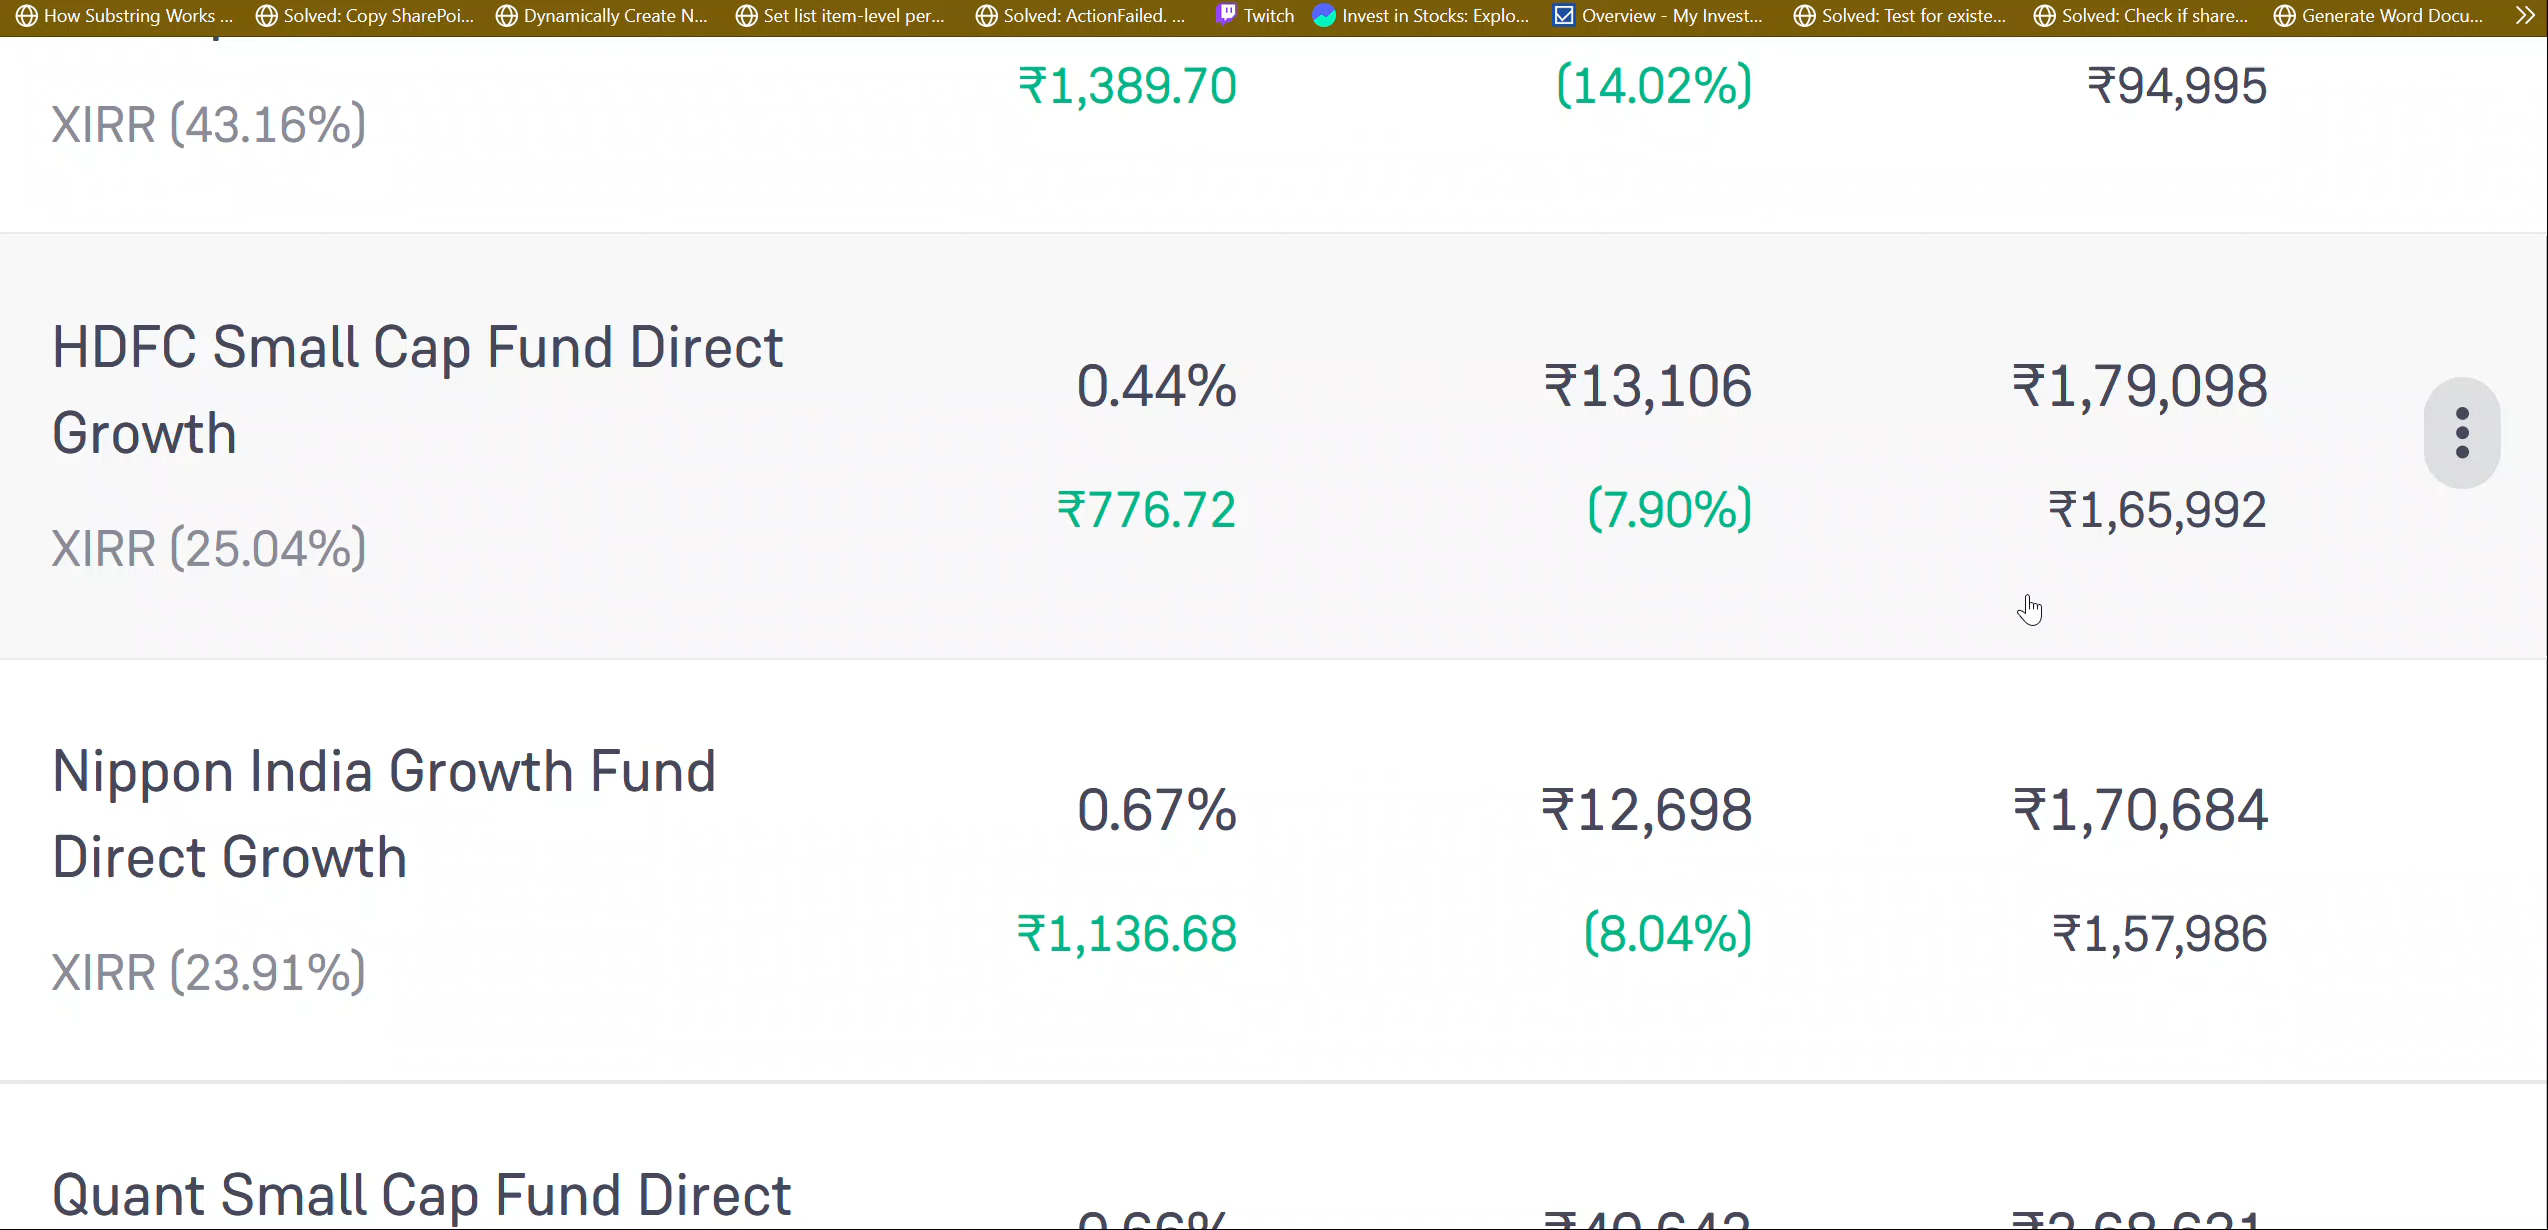 How Substring Works ... Solved: Copy SharePoi... Dynamically Create N... Set list item-level per... Solved: ActionFailed. ... Twitch Invest in Stocks: Explo... Overview - My Invest... Solved: Test for existe... Solved: Check if share... Generate Word Docu...
₹1,389.70 (14.02%) ₹94,995
XIRR (43.16%)
HDFC Small Cap Fund Direct
Growth
0.44% ₹13,106 ₹1,79,098
₹776.72 (7.90%) ₹1,65,992
XIRR (25.04%)
Nippon India Growth Fund
Direct Growth
0.67% ₹12,698 ₹1,70,684
₹1,136.68 (8.04%) ₹1,57,986
XIRR (23.91%)
Quant Small Cap Fund Direct